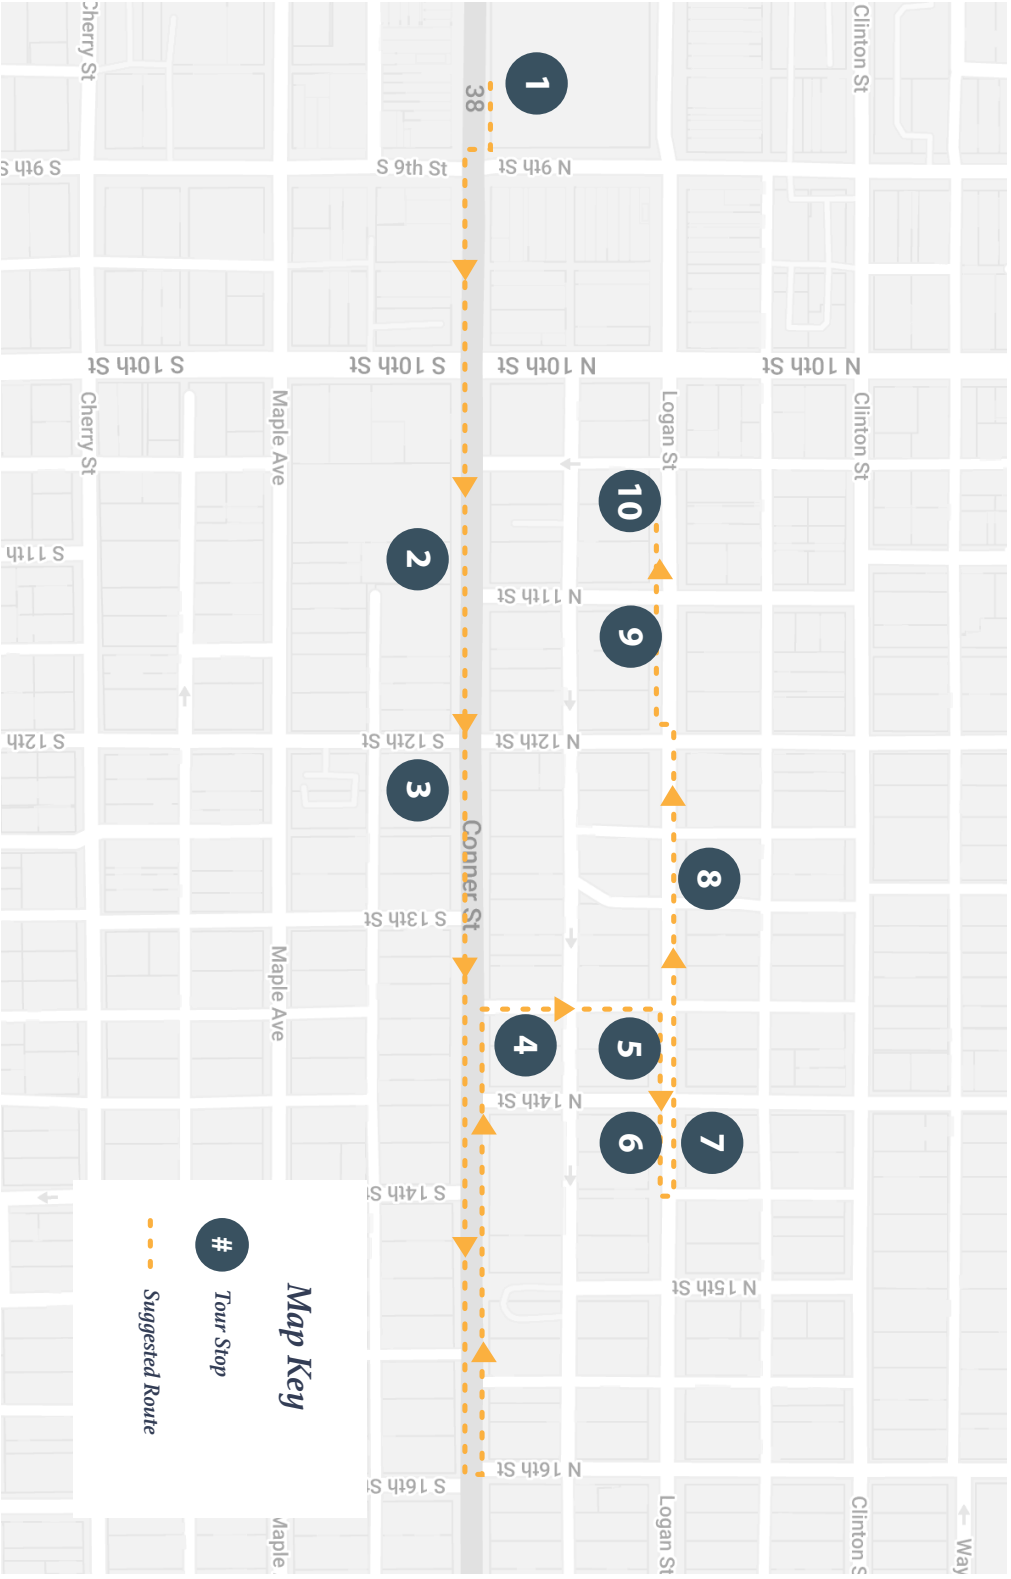 Way
Clinton St
Clinton St
Clinton S
N 10th St
8
7
N 15th St
Logan St
Logan St
10
9
5
6
1
N 9th St
N 10th St
N 11th St
N 12th St
4
N 14th St
N 16th St
38
Conner St
S 9th St
S 10th St
2
S 12th St
3
S 13th St
S 14th St
S 16th St
Maple Ave
Maple Ave
Maple
Map Key
# Tour Stop
Suggested Route
S 10th St
Cherry St
Cherry St
S 9th S
S 11th
S 12th